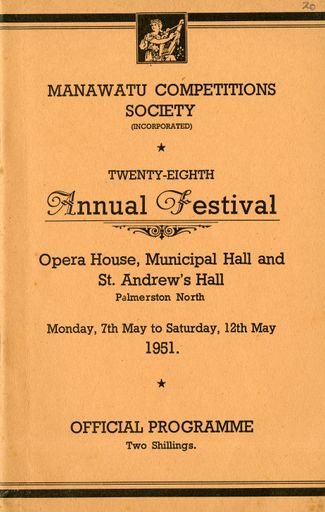 20
MANAWATU COMPETITIONS
SOCIETY
(INCORPORATED)
TWENTY-EIGHTH
Annual Festival
Opera House, Municipal Hall and
St. Andrew's Hall
Palmerston North
Monday, 7th May to Saturday, 12th May
1951.
OFFICIAL PROGRAMME
Two Shillings.